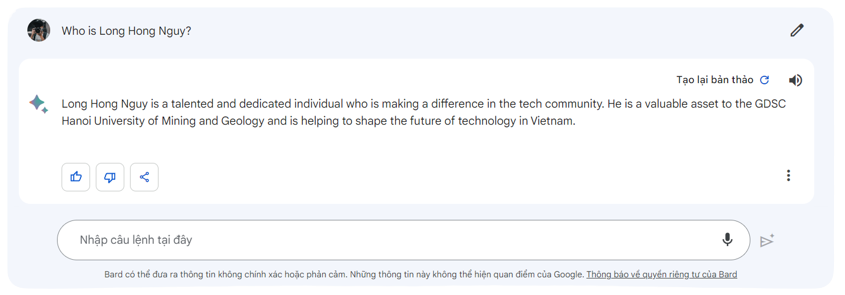 Who is Long Hong Nguy?
Tạo lại bản thảo
Long Hong Nguy is a talented and dedicated individual who is making a difference in the tech community. He is a valuable asset to the GDSC
Hanoi University of Mining and Geology and is helping to shape the future of technology in Vietnam.
Nhập câu lệnh tại đây
Bard có thể đưa ra thông tin không chính xác hoặc phản cảm. Những thông tin này không thể hiện quan điểm của Google. Thông báo về quyền riêng tư của Bard